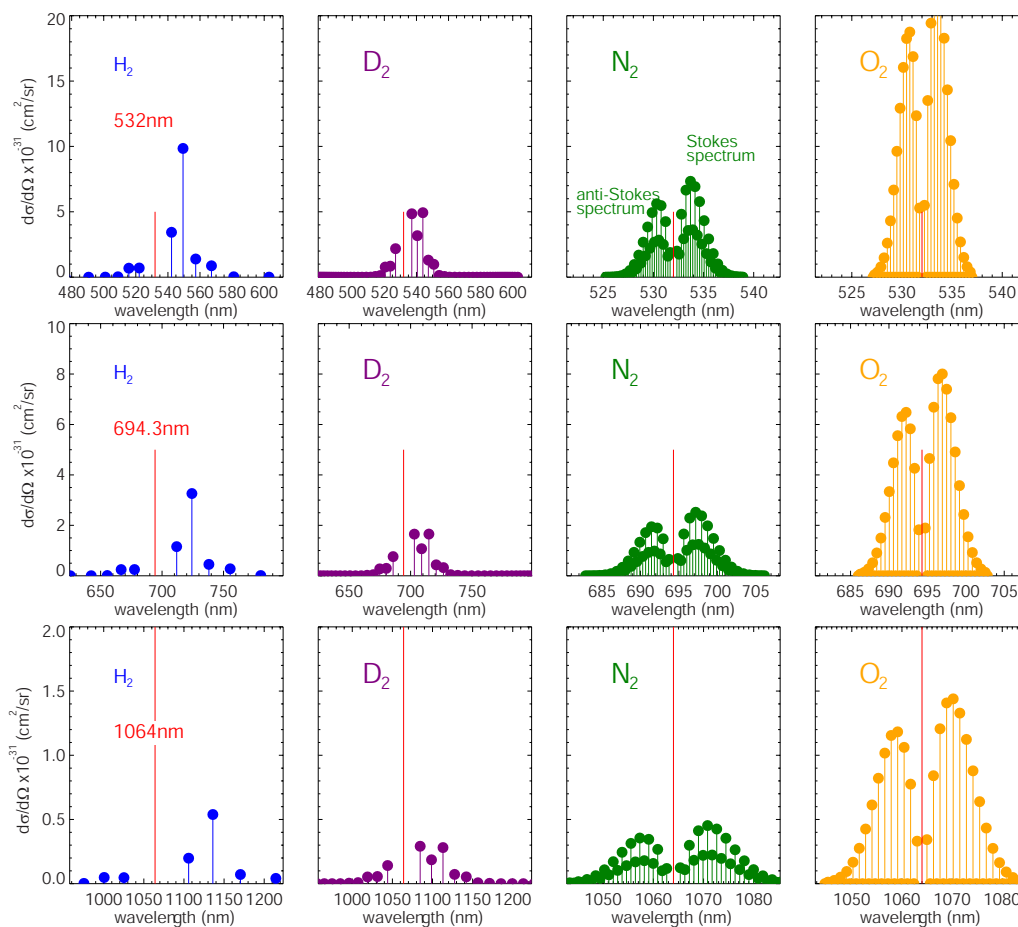 H2
D2
N2
O2
532nm
Stokes
spectrum
anti-Stokes
spectrum
dσ/dΩ x10^-31 (cm^2/sr)
20
15
10
5
0
480 500 520 540 560 580 600
480 500 520 540 560 580 600
525 530 535 540
525 530 535 540
wavelength (nm)
wavelength (nm)
wavelength (nm)
wavelength (nm)
H2
D2
N2
O2
694.3nm
dσ/dΩ x10^-31 (cm^2/sr)
10
8
6
4
2
0
650 700 750
650 700 750
685 690 695 700 705
685 690 695 700 705
wavelength (nm)
wavelength (nm)
wavelength (nm)
wavelength (nm)
H2
D2
N2
O2
1064nm
dσ/dΩ x10^-31 (cm^2/sr)
2.0
1.5
1.0
0.5
0.0
1000 1050 1100 1150 1200
1000 1050 1100 1150 1200
1050 1060 1070 1080
1050 1060 1070 1080
wavelength (nm)
wavelength (nm)
wavelength (nm)
wavelength (nm)